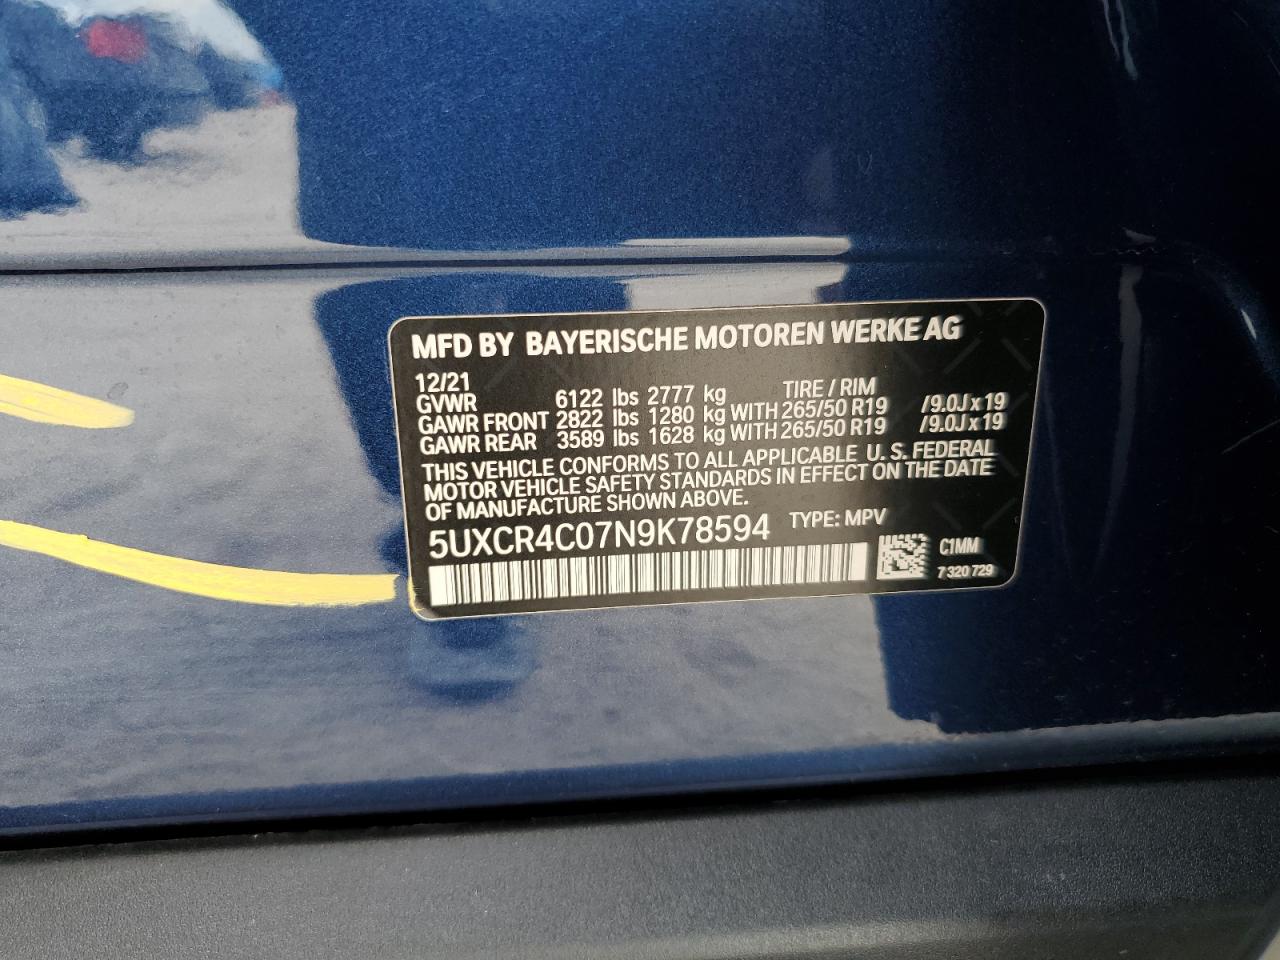 MFD BY BAYERISCHE MOTOREN WERKE AG
12/21 TIRE / RIM
GVWR 6122 lbs 2777 kg
GAWR FRONT 2822 lbs 1280 kg WITH 265/50 R19 /9.0J x 19
GAWR REAR 3589 lbs 1628 kg WITH 265/50 R19 /9.0J x 19
THIS VEHICLE CONFORMS TO ALL APPLICABLE U. S. FEDERAL
MOTOR VEHICLE SAFETY STANDARDS IN EFFECT ON THE DATE
OF MANUFACTURE SHOWN ABOVE.
5UXCR4C07N9K78594 TYPE: MPV
C1MM
7 320 729